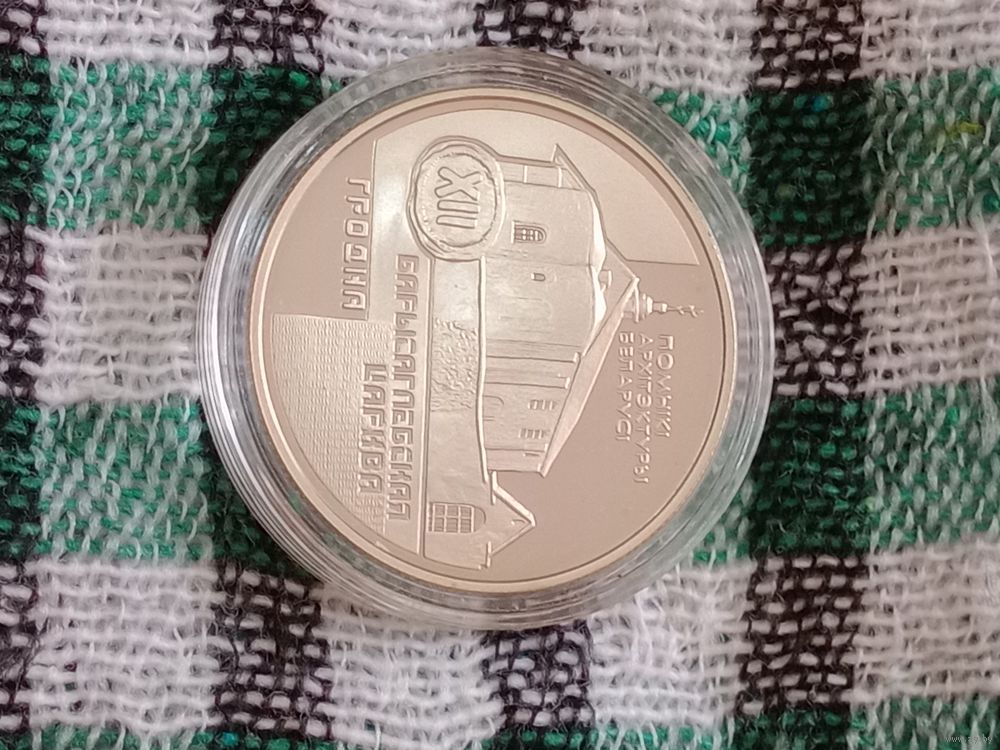 ПОМНІКІ
АРХІТЭКТУРЫ
БЕЛАРУСІ
XII
БАРЫСАГЛЕБСКАЯ
ЦАРКВА
ГРОДНА